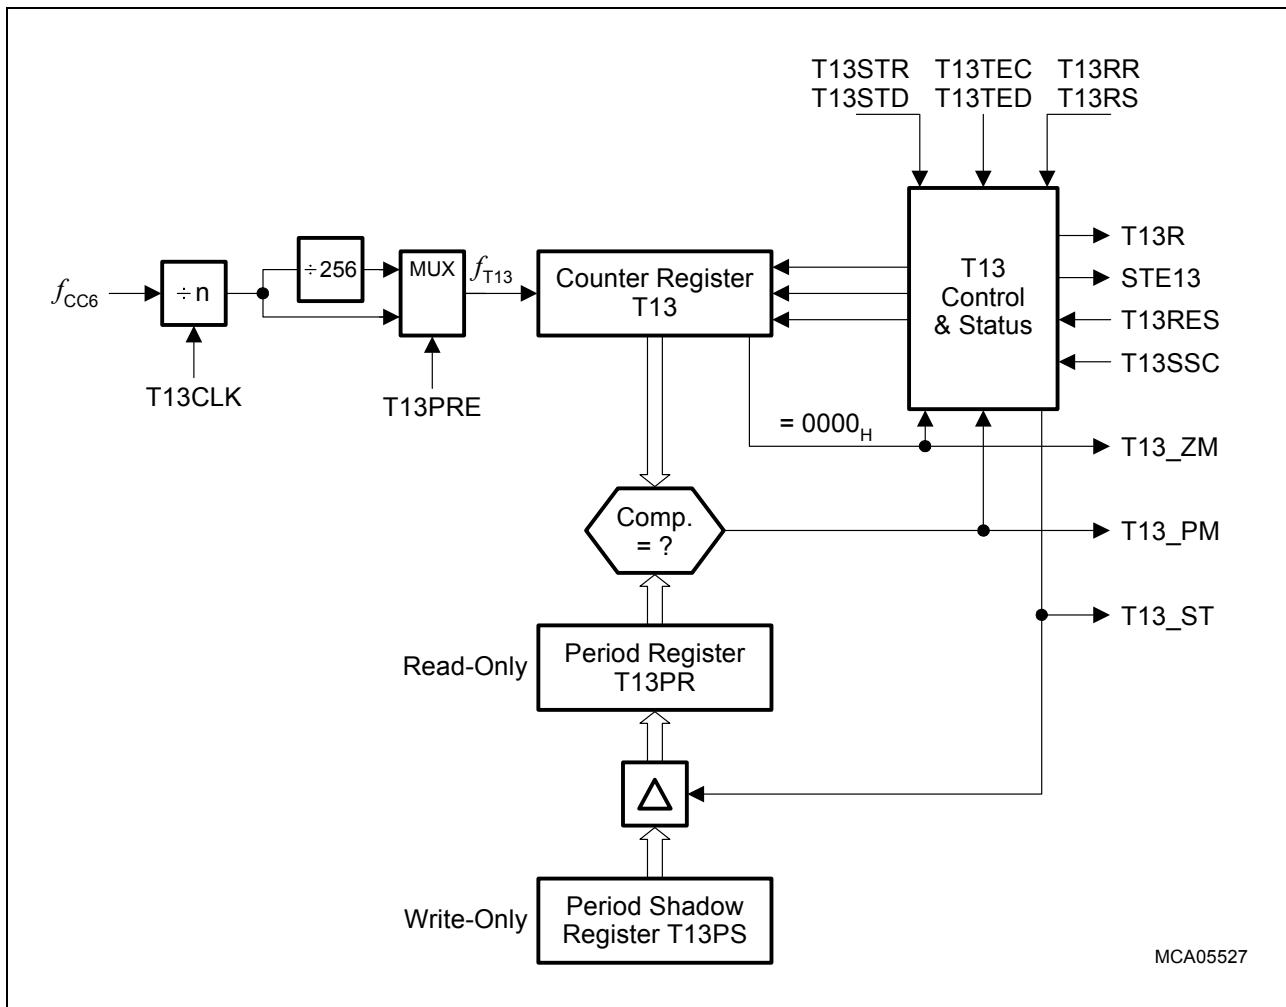 T13STR T13TEC T13RR
T13STD T13TED T13RS
T13R
÷256
MUX
fT13
Counter Register
T13
T13
Control
& Status
STE13
fCC6
÷n
T13RES
T13SSC
T13CLK
T13PRE
= 0000H
T13_ZM
Comp.
= ?
T13_PM
T13_ST
Read-Only
Period Register
T13PR
△
Write-Only
Period Shadow
Register T13PS
MCA05527